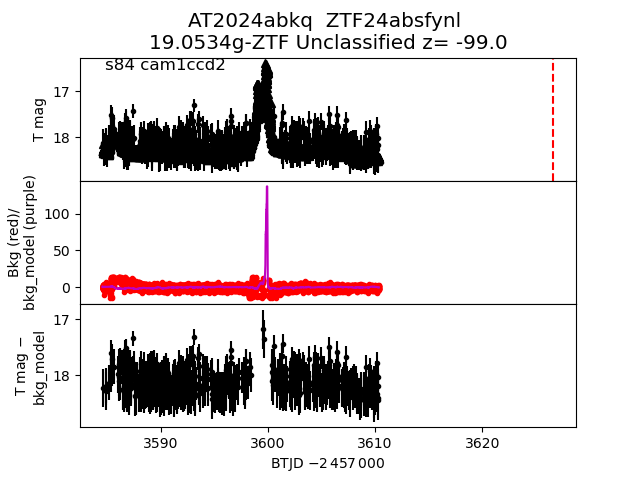 AT2024abkq  ZTF24absfynl
19.0534g-ZTF Unclassified z= -99.0
s84 cam1ccd2
T mag
17
18
Bkg (red)/
bkg_model (purple)
100
50
0
T mag −
bkg_model
17
18
3590
3600
3610
3620
BTJD −2 457 000